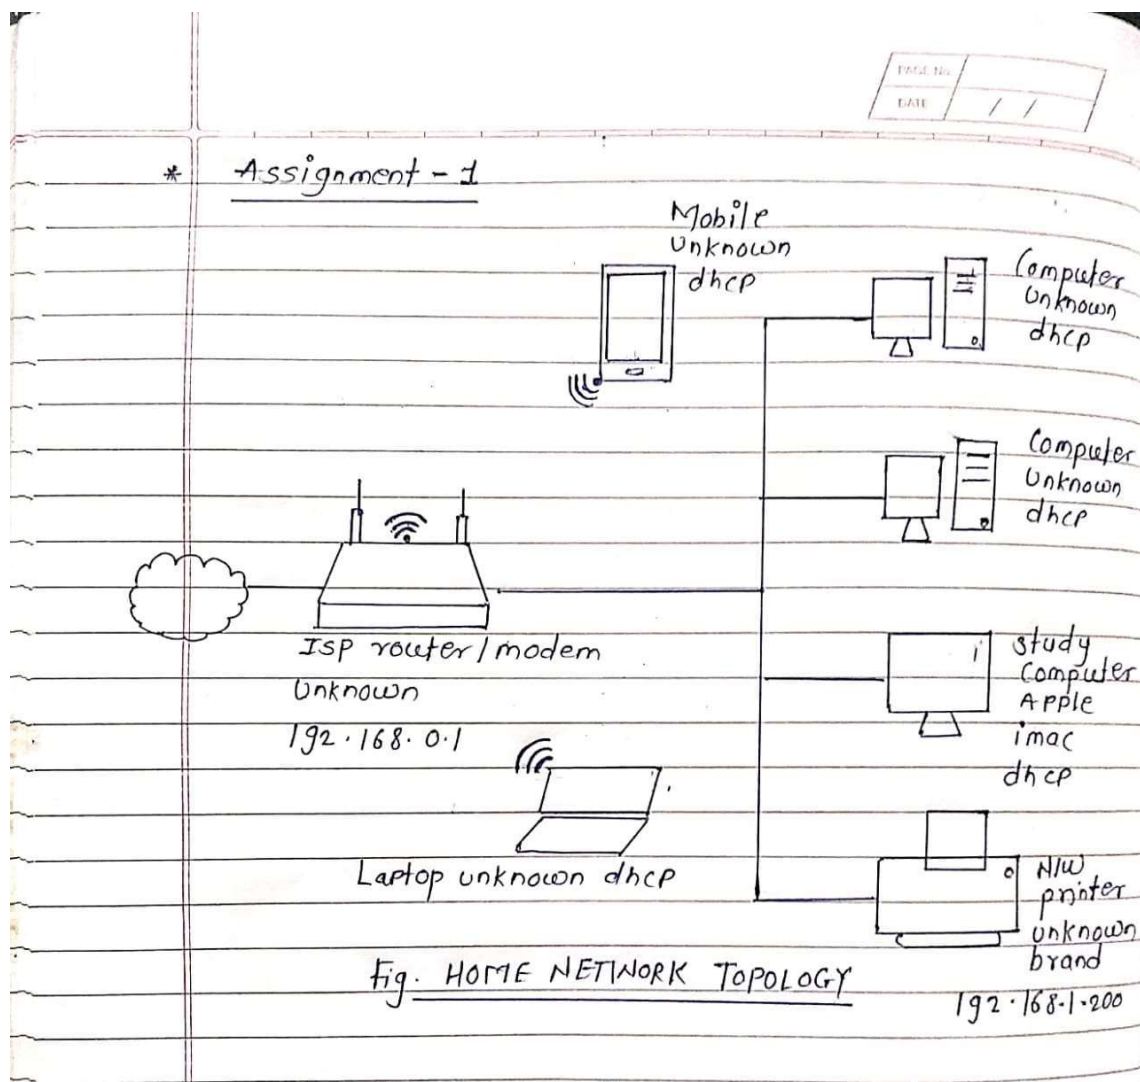 PAGE No.
DATE / /
* Assignment - 1
Mobile
Unknown
dhcp
Computer
Unknown
dhcp
Computer
Unknown
dhcp
ISP router/modem
Unknown
192.168.0.1
Study
Computer
Apple
imac
dhcp
Laptop unknown dhcp
N/W
printer
unknown
brand
192.168.1.200
Fig. HOME NETWORK TOPOLOGY